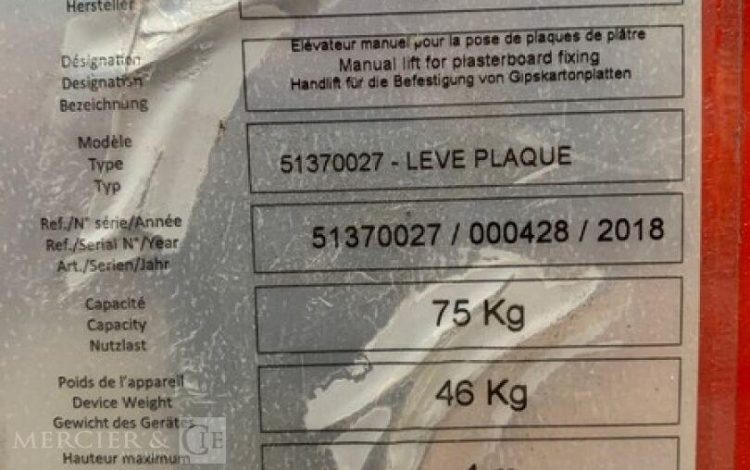 Hersteller
Elévateur manuel pour la pose de plaques de plâtre
Désignation
Manual lift for plasterboard fixing
Designation
Handlift für die Befestigung von Gipskartonplatten
Bezeichnung
Modèle
Type
51370027 - LEVE PLAQUE
Typ
Ref./N° série/Année
Ref./Serial N°/Year
51370027 / 000428 / 2018
Art./Serien/Jahr
Capacité
Capacity
75 Kg
Nutzlast
Poids de l'appareil
Device Weight
46 Kg
Gewicht des Gerätes
MERCIER & CIE
Hauteur maximum